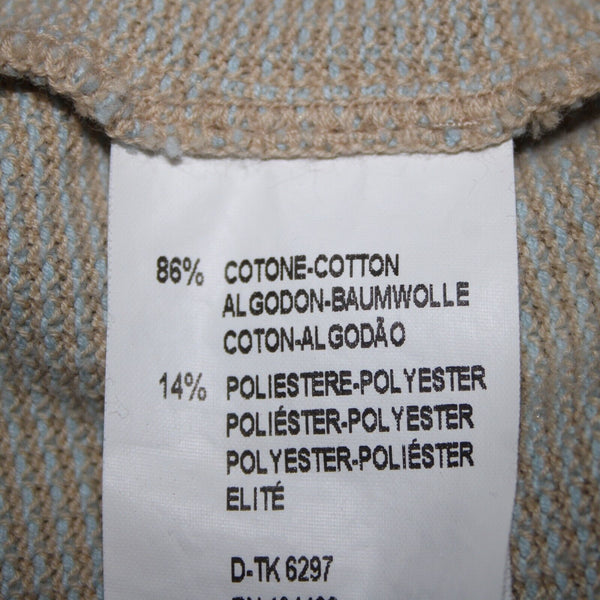 86% COTONE-COTTON
ALGODON-BAUMWOLLE
COTON-ALGODÃO
14% POLIESTERE-POLYESTER
POLIÉSTER-POLYESTER
POLYESTER-POLIÉSTER
ELITÉ
D-TK 6297